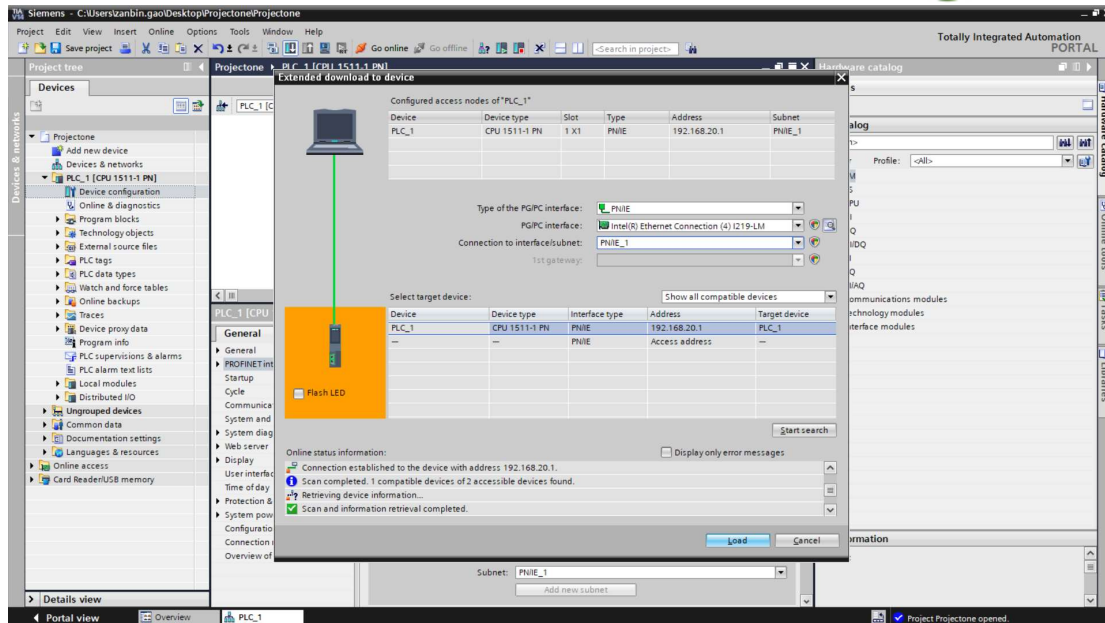 Siemens - C:\Users\zanbin.gao\Desktop\Projectone\Projectone
Project Edit View Insert Online Options Tools Window Help
Totally Integrated Automation
PORTAL
Save project
Go online Go offline
<Search in project>
Project tree
Devices
Projectone
Add new device
Devices & networks
PLC_1 [CPU 1511-1 PN]
Device configuration
Online & diagnostics
Program blocks
Technology objects
External source files
PLC tags
PLC data types
Watch and force tables
Online backups
Traces
Device proxy data
Program info
PLC supervisions & alarms
PLC alarm text lists
Local modules
Distributed I/O
Ungrouped devices
Common data
Documentation settings
Languages & resources
Online access
Card Reader/USB memory
Details view
Devices & networks
Projectone PLC_1 [CPU 1511-1 PN]
PLC_1 [C
PLC_1 [CPU
General
General
PROFINET int
Startup
Cycle
Communica
System and
System diag
Web server
Display
User interfac
Time of day
Protection &
System pow
Configuratio
Connection
Overview of
Extended download to device
Configured access nodes of "PLC_1"
Device Device type Slot Type Address Subnet
PLC_1 CPU 1511-1 PN 1 X1 PN/IE 192.168.20.1 PN/IE_1
Type of the PG/PC interface: PN/IE
PG/PC interface: Intel(R) Ethernet Connection (4) I219-LM
Connection to interface/subnet: PN/IE_1
1st gateway:
Select target device: Show all compatible devices
Device Device type Interface type Address Target device
PLC_1 CPU 1511-1 PN PN/IE 192.168.20.1 PLC_1
— — PN/IE Access address —
Flash LED
Start search
Online status information: Display only error messages
Connection established to the device with address 192.168.20.1.
Scan completed. 1 compatible devices of 2 accessible devices found.
Retrieving device information...
Scan and information retrieval completed.
Load Cancel
Subnet: PN/IE_1
Add new subnet
Hardware catalog
alog
Profile: <All>
PU
I/DQ
I/AQ
ommunications modules
echnology modules
terface modules
rmation
Hardware catalog
Online tools
Tasks
Libraries
Portal view Overview PLC_1
Project Projectone opened.